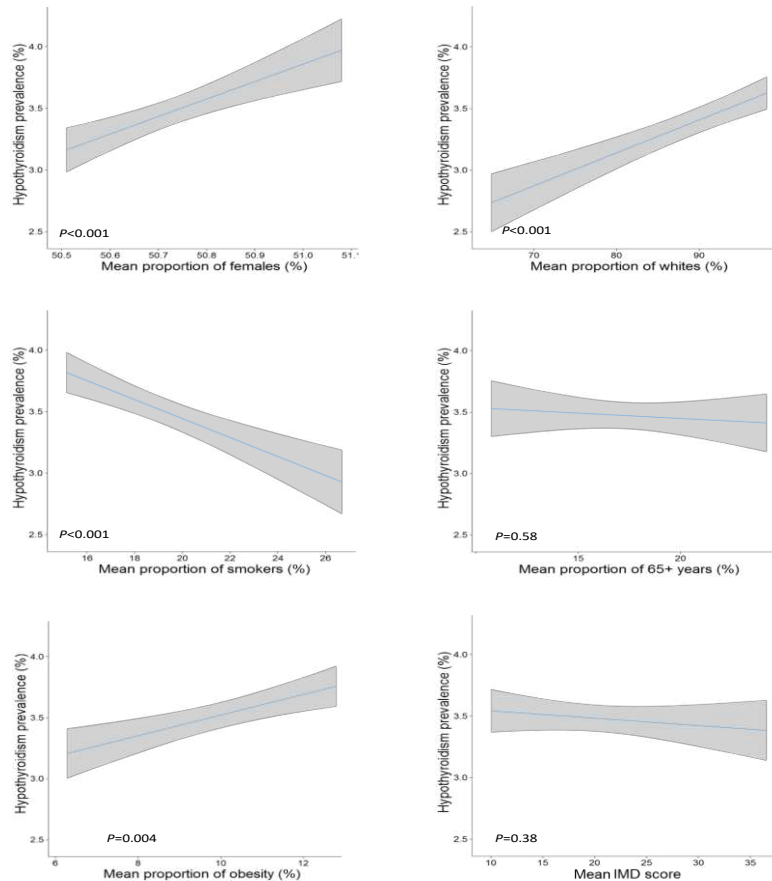 Hypothyroidism prevalence (%)
4.0
3.5
3.0
2.5
P<0.001
50.5 50.6 50.7 50.8 50.9 51.0 51.1
Mean proportion of females (%)
Hypothyroidism prevalence (%)
4.0
3.5
3.0
2.5
P<0.001
70 80 90
Mean proportion of whites (%)
Hypothyroidism prevalence (%)
4.0
3.5
3.0
2.5
P<0.001
16 18 20 22 24 26
Mean proportion of smokers (%)
Hypothyroidism prevalence (%)
4.0
3.5
3.0
2.5
P=0.58
15 20
Mean proportion of 65+ years (%)
Hypothyroidism prevalence (%)
4.0
3.5
3.0
2.5
P=0.004
6 8 10 12
Mean proportion of obesity (%)
Hypothyroidism prevalence (%)
4.0
3.5
3.0
2.5
P=0.38
10 15 20 25 30 35
Mean IMD score